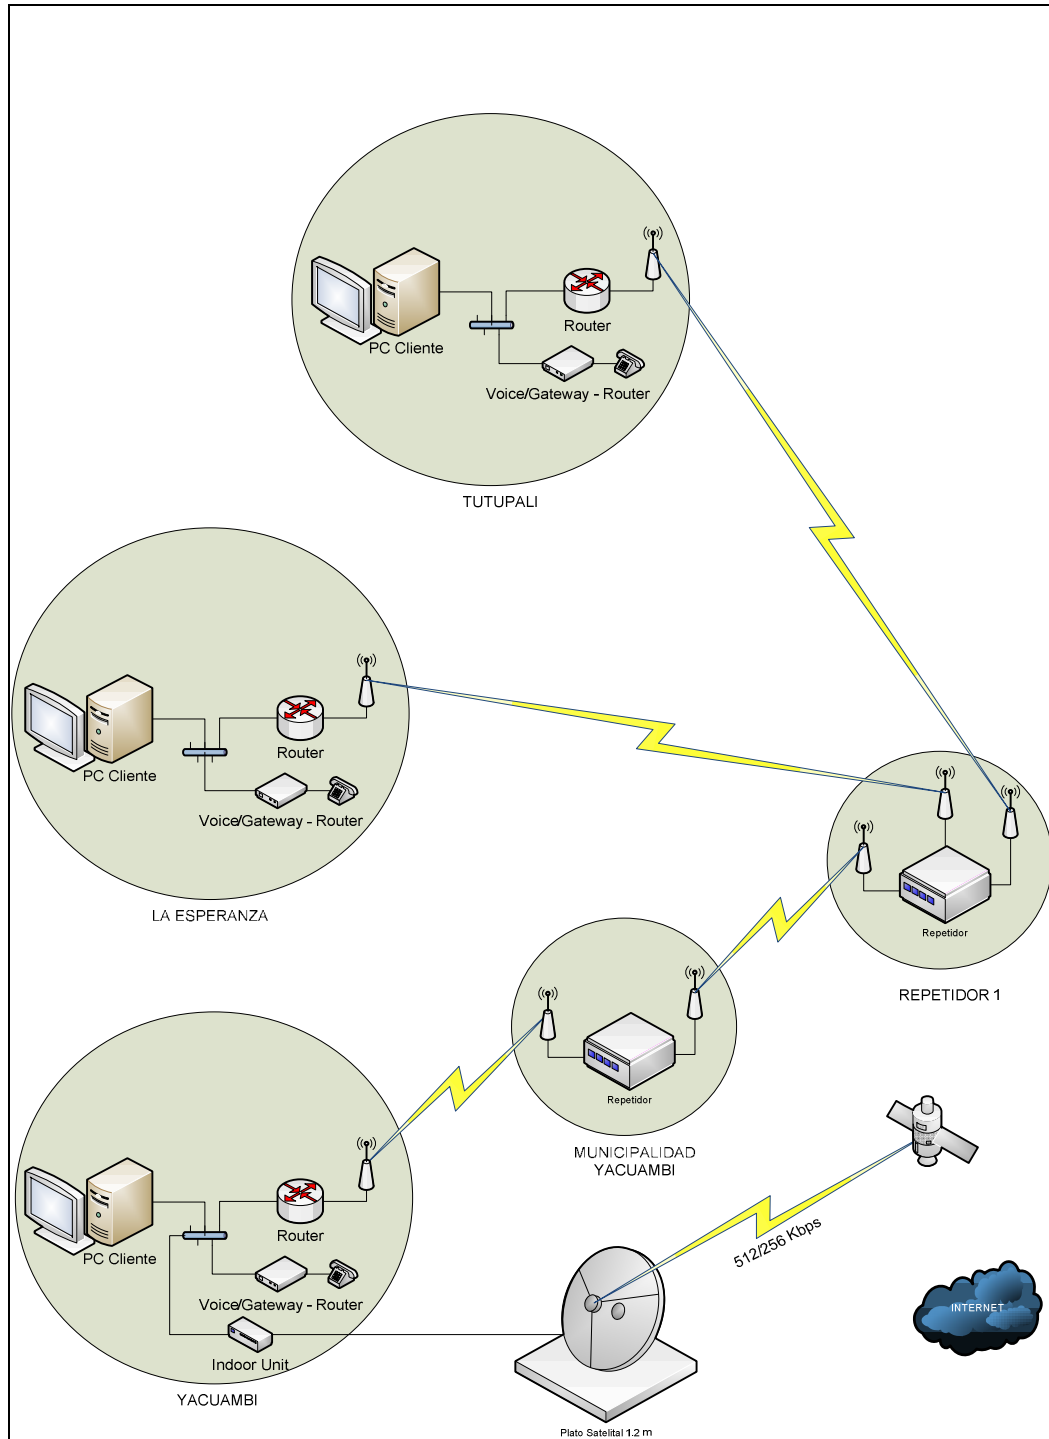 Router
PC Cliente
Voice/Gateway - Router
TUTUPALI
Router
PC Cliente
Voice/Gateway - Router
LA ESPERANZA
Repetidor
REPETIDOR 1
Repetidor
MUNICIPALIDAD
YACUAMBI
Router
PC Cliente
Voice/Gateway - Router
Indoor Unit
YACUAMBI
512/256 Kbps
INTERNET
Plato Satelital 1.2 m